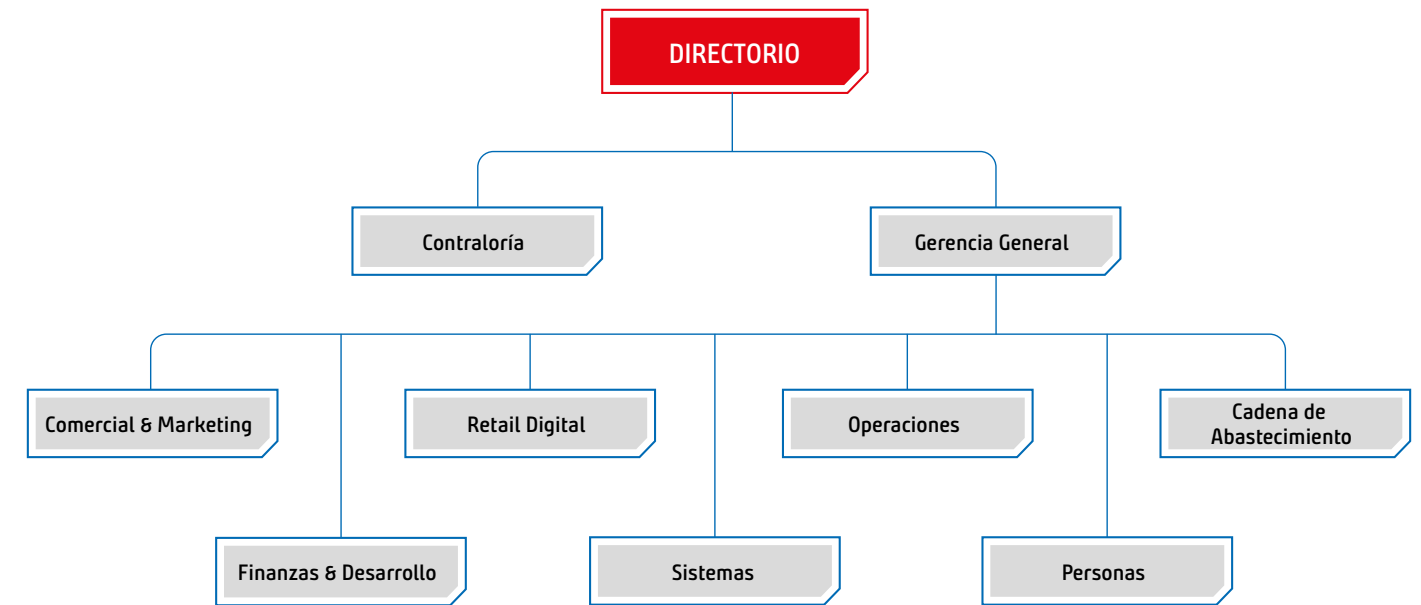 DIRECTORIO
Contraloría
Gerencia General
Comercial & Marketing
Retail Digital
Operaciones
Cadena de
Abastecimiento
Finanzas & Desarrollo
Sistemas
Personas